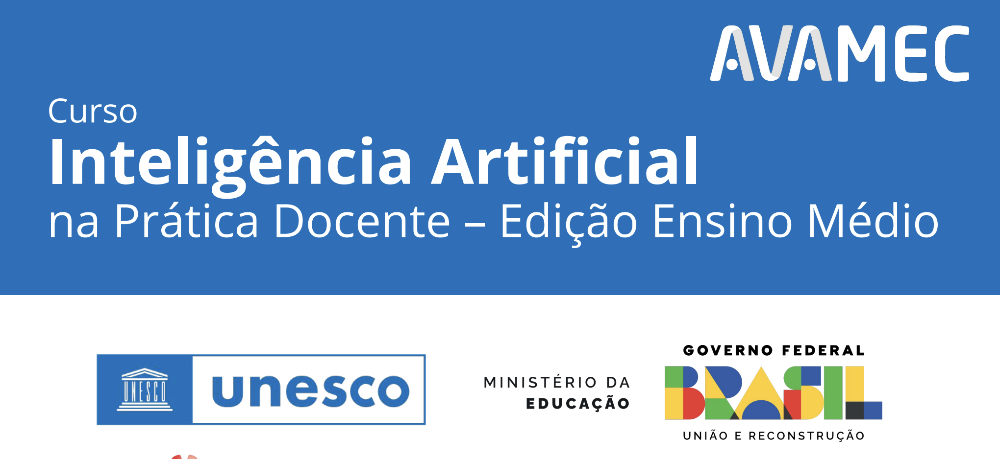 AVAMEC
Curso
Inteligência Artificial
na Prática Docente – Edição Ensino Médio
UNESCO
unesco
MINISTÉRIO DA
EDUCAÇÃO
GOVERNO FEDERAL
BRASIL
UNIÃO E RECONSTRUÇÃO